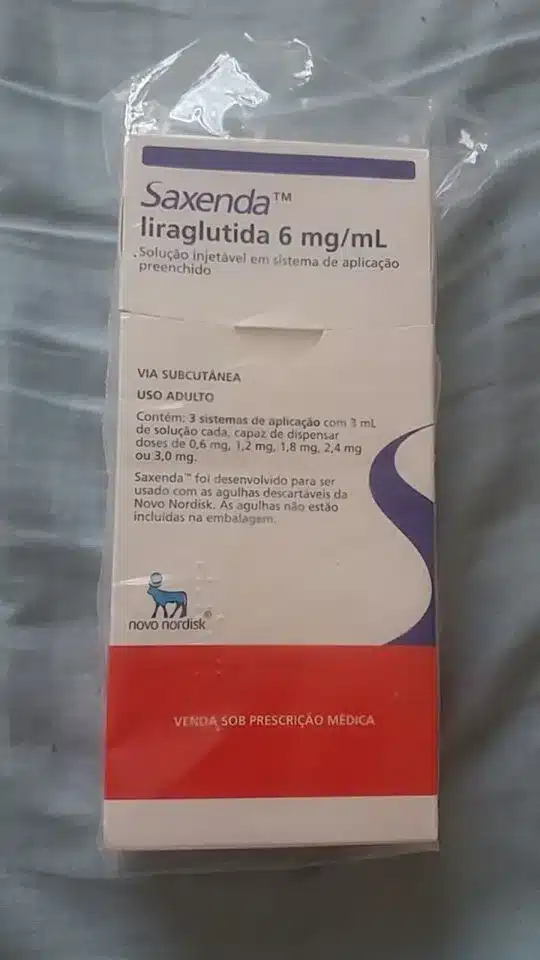 Saxenda™
liraglutida 6 mg/mL
Solução injetável em sistema de aplicação
preenchido
VIA SUBCUTÂNEA
USO ADULTO
Contém: 3 sistemas de aplicação com 3 mL
de solução cada, capaz de dispensar
doses de 0,6 mg, 1,2 mg, 1,8 mg, 2,4 mg
ou 3,0 mg.
Saxenda™ foi desenvolvido para ser
usado com as agulhas descartáveis da
Novo Nordisk. As agulhas não estão
incluídas na embalagem.
novo nordisk®
VENDA SOB PRESCRIÇÃO MÉDICA